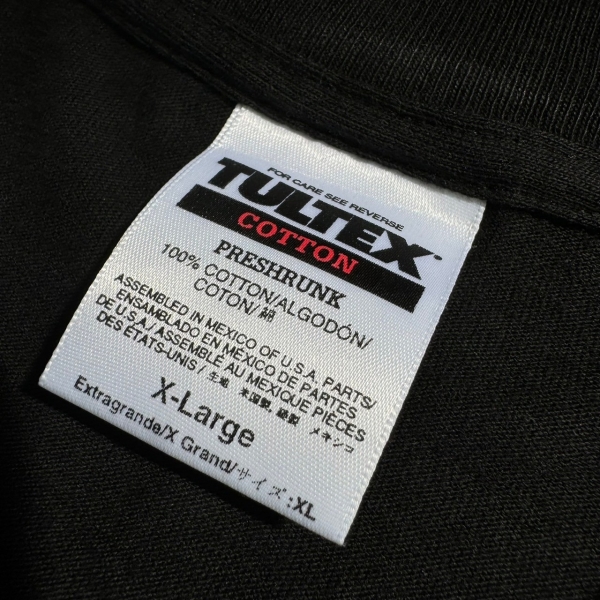 FOR CARE SEE REVERSE
TULTEX
COTTON
PRESHRUNK
100% COTTON/ALGODÓN/
COTON/綿
ASSEMBLED IN MEXICO OF U.S.A. PARTS/
ENSAMBLADO EN MÉXICO DE PARTES
DE U.S.A./ASSEMBLÉ AU MEXIQUE PIÈCES
DES ÉTATS-UNIS/生地 米国製, 縫製 メキシコ
X-Large
Extragrande/X Grand/サイズ:XL